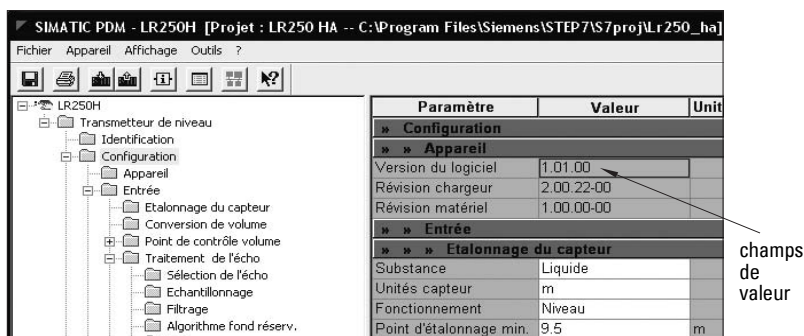 SIMATIC PDM - LR250H [Projet : LR250 HA -- C:\Program Files\Siemens\STEP7\S7proj\Lr250_ha]
Fichier Appareil Affichage Outils ?
LR250H
Transmetteur de niveau
Identification
Configuration
Appareil
Entrée
Etalonnage du capteur
Conversion de volume
Point de contrôle volume
Traitement de l'écho
Sélection de l'écho
Echantillonnage
Filtrage
Algorithme fond réserv.
Paramètre Valeur Unit
» Configuration
» » Appareil
Version du logiciel 1.01.00
Révision chargeur 2.00.22-00
Révision matériel 1.00.00-00
» » Entrée
» » » Etalonnage du capteur
Substance Liquide
Unités capteur m
Fonctionnement Niveau
Point d'étalonnage min. 9.5 m
champs
de
valeur